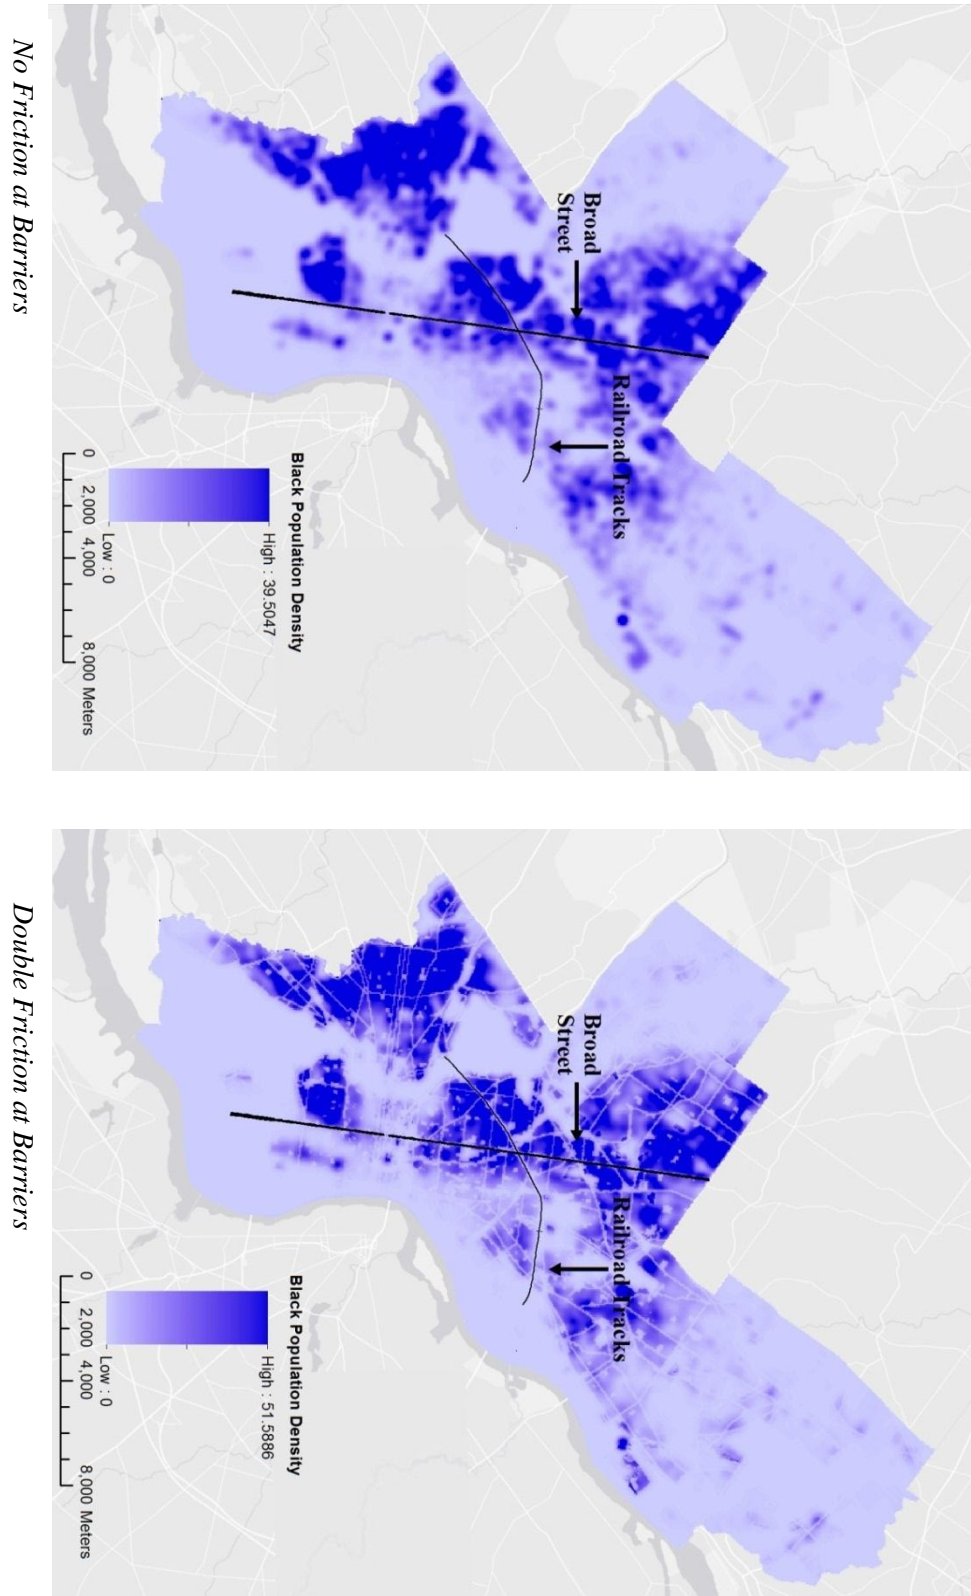 No Friction at Barriers
Broad
Street
Railroad Tracks
Black Population Density
High : 39.5047
Low : 0
0 2,000 4,000 8,000 Meters
Double Friction at Barriers
Broad
Street
Railroad Tracks
Black Population Density
High : 51.5886
Low : 0
0 2,000 4,000 8,000 Meters